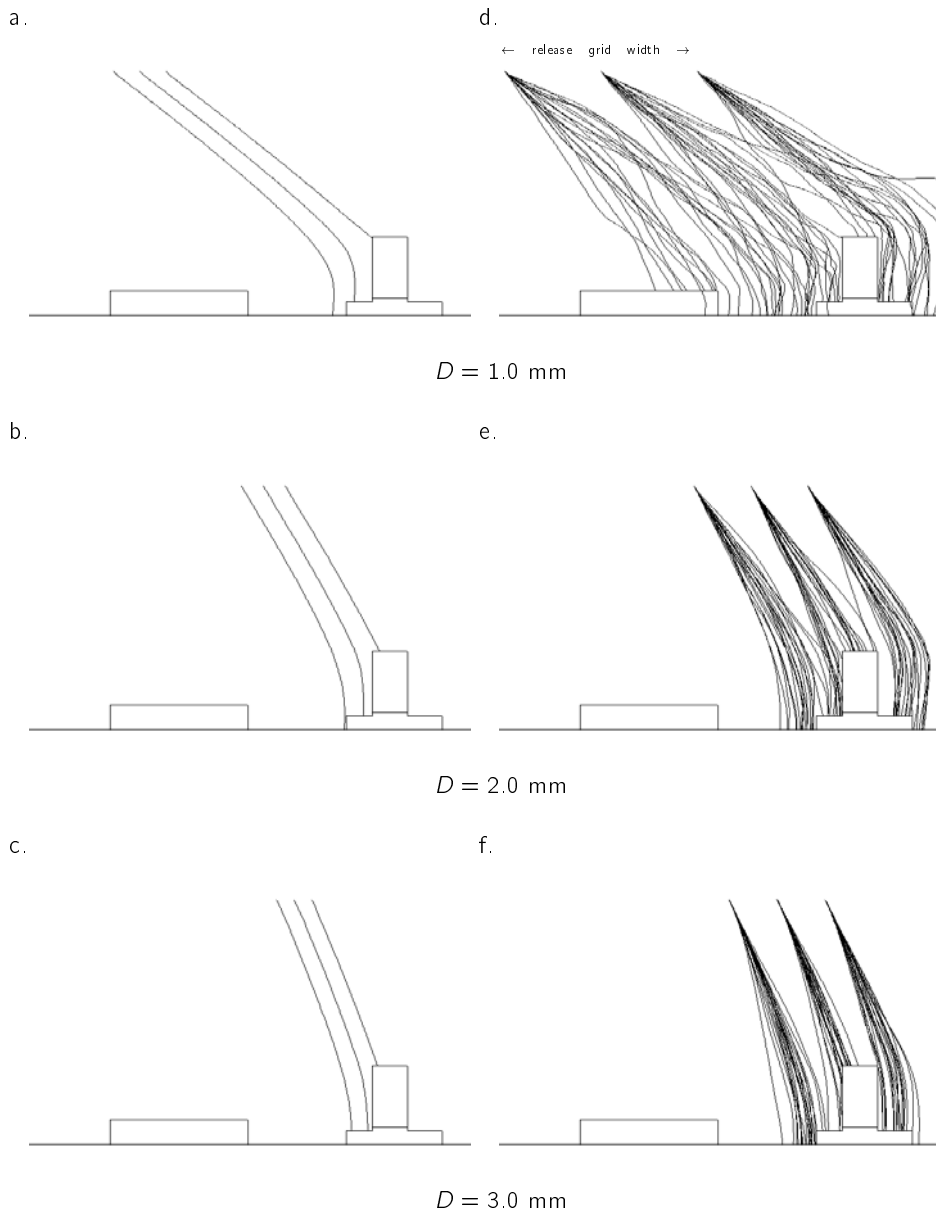 a.
d.
← release grid width →
D = 1.0 mm
b.
e.
D = 2.0 mm
c.
f.
D = 3.0 mm